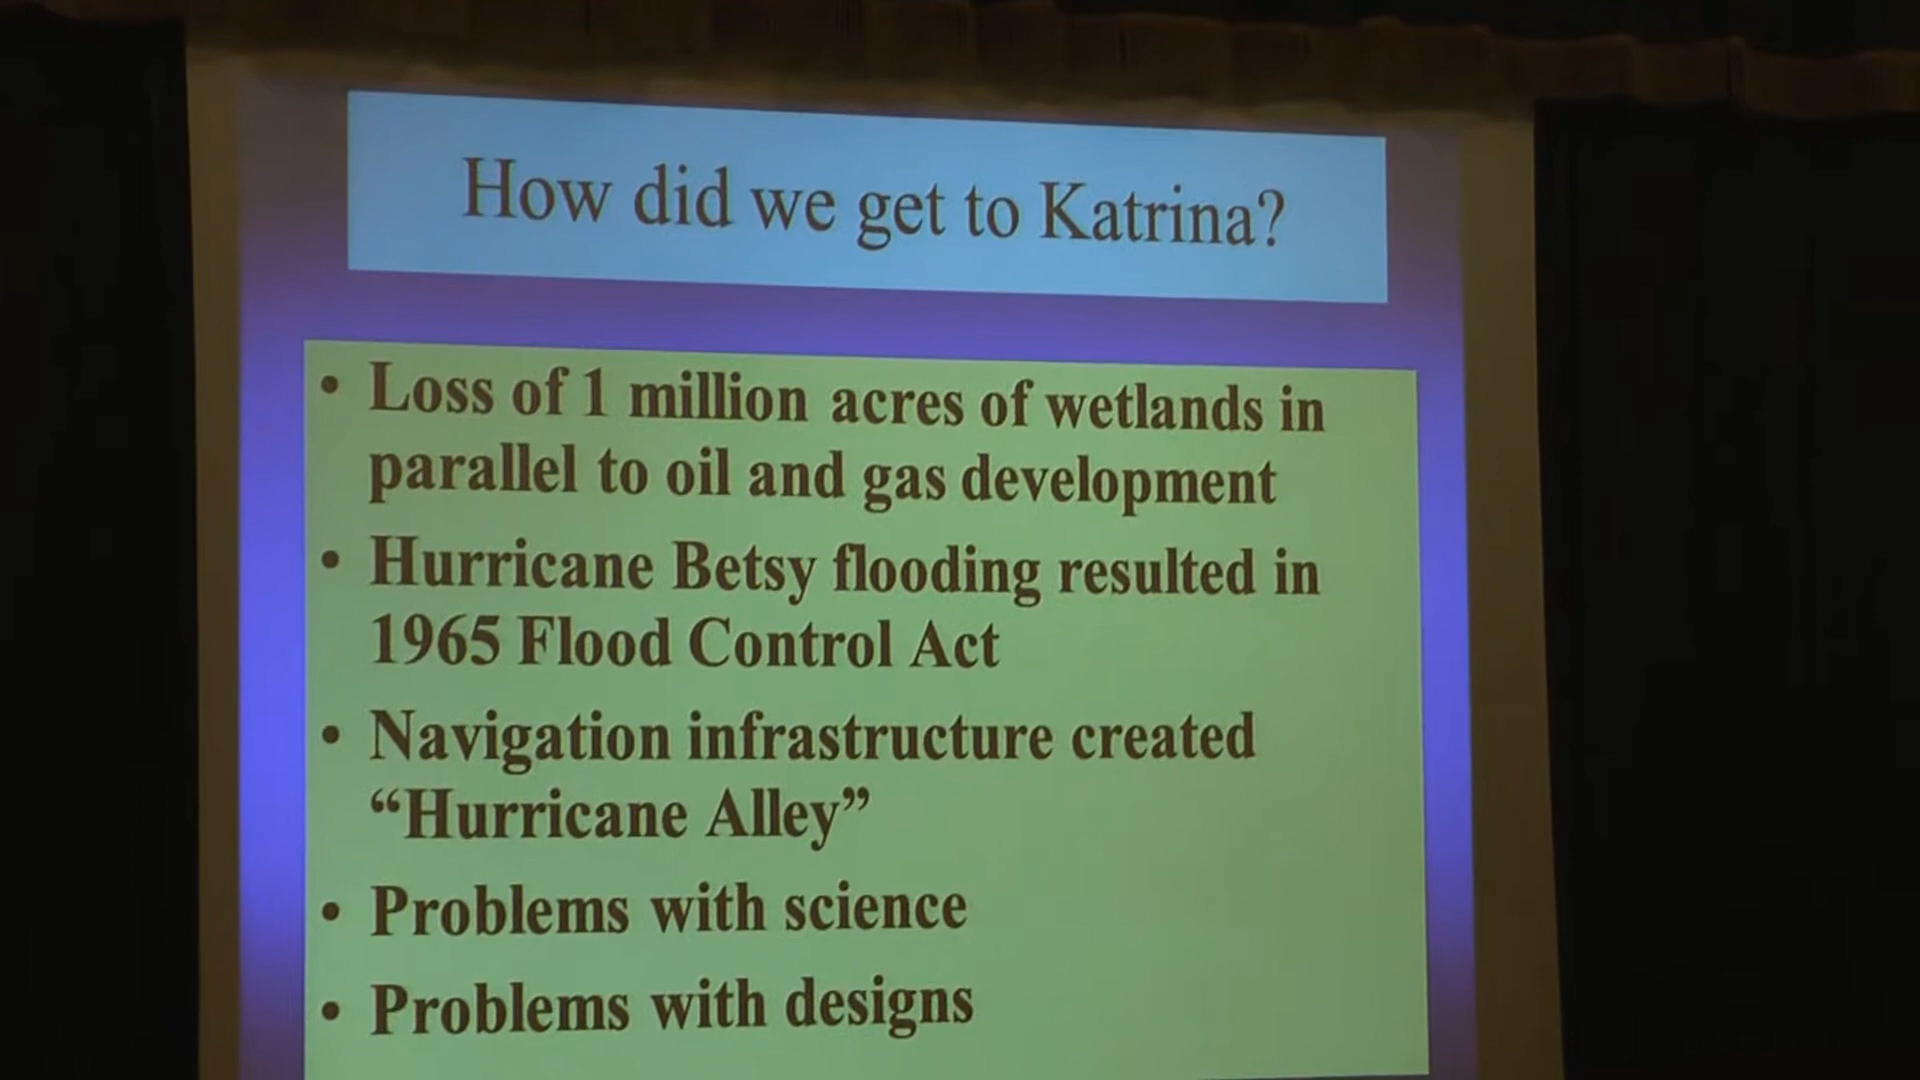 How did we get to Katrina?
• Loss of 1 million acres of wetlands in
parallel to oil and gas development
• Hurricane Betsy flooding resulted in
1965 Flood Control Act
• Navigation infrastructure created
“Hurricane Alley”
• Problems with science
• Problems with designs